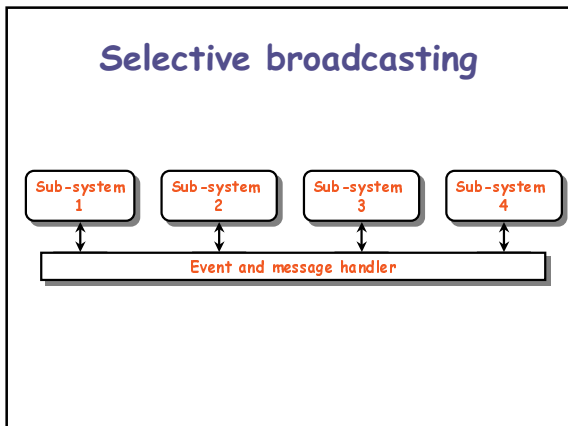 Selective broadcasting
Sub-system
1
Sub-system
2
Sub-system
3
Sub-system
4
Event and message handler